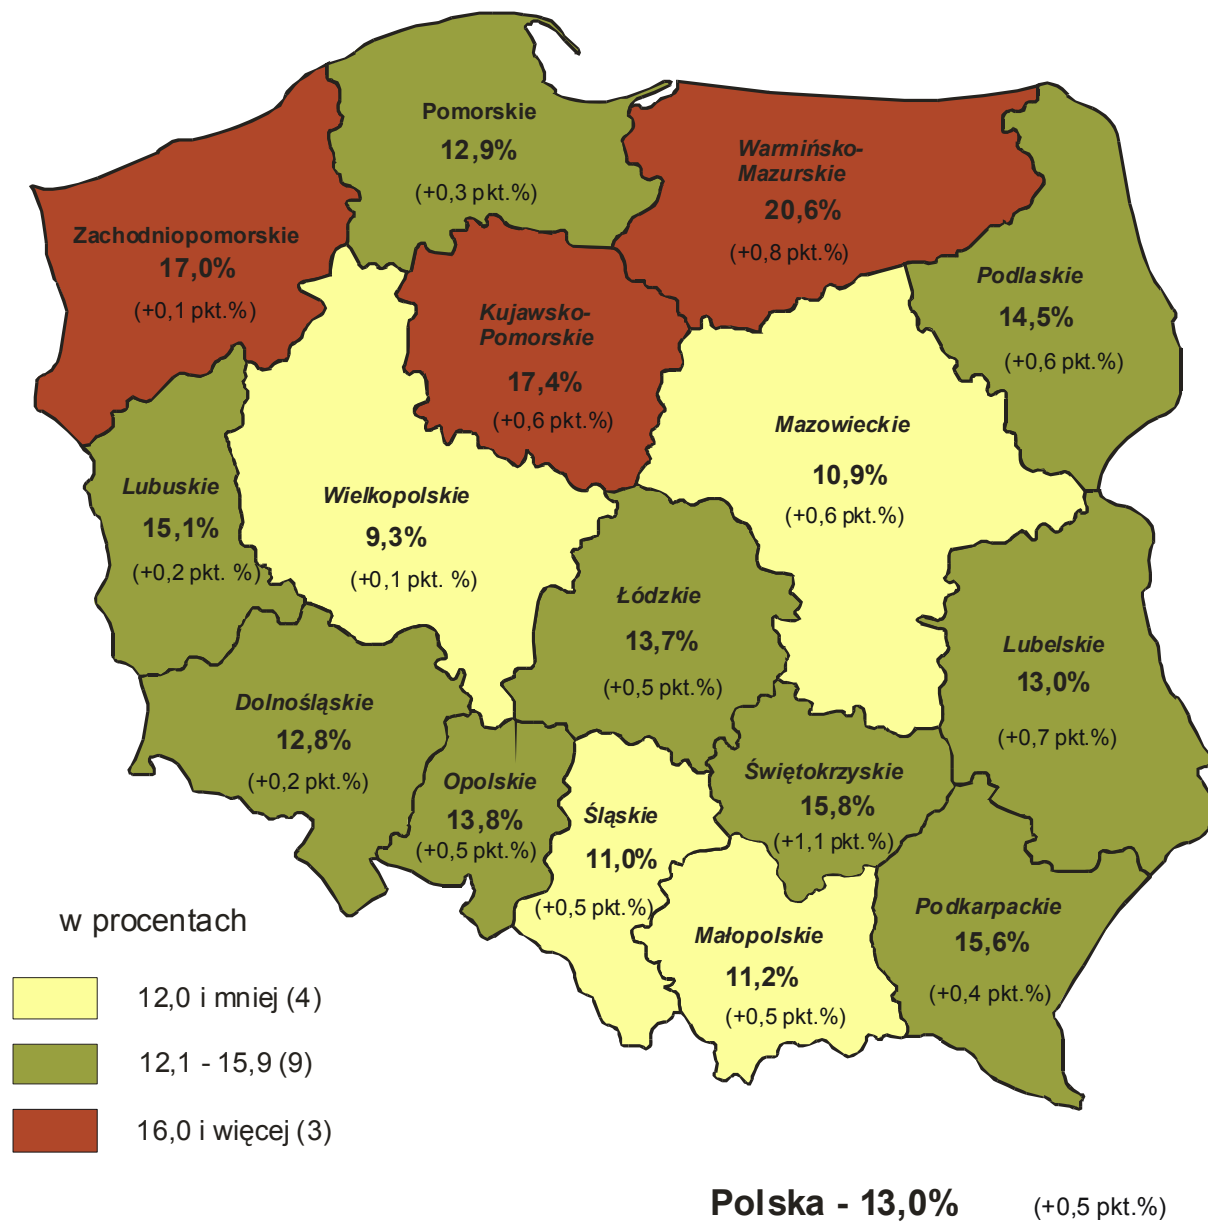 Pomorskie
12,9%
(+0,3 pkt.%)
Warmińsko-
Mazurskie
20,6%
(+0,8 pkt.%)
Zachodniopomorskie
17,0%
(+0,1 pkt.%)
Podlaskie
14,5%
(+0,6 pkt.%)
Kujawsko-
Pomorskie
17,4%
(+0,6 pkt.%)
Mazowieckie
10,9%
(+0,6 pkt.%)
Lubuskie
15,1%
(+0,2 pkt. %)
Wielkopolskie
9,3%
(+0,1 pkt. %)
Łódzkie
13,7%
(+0,5 pkt.%)
Lubelskie
13,0%
(+0,7 pkt.%)
Dolnośląskie
12,8%
(+0,2 pkt.%)
Opolskie
13,8%
(+0,5 pkt.%)
Śląskie
11,0%
(+0,5 pkt.%)
Świętokrzyskie
15,8%
(+1,1 pkt.%)
Małopolskie
11,2%
(+0,5 pkt.%)
Podkarpackie
15,6%
(+0,4 pkt.%)
w procentach
12,0 i mniej (4)
12,1 - 15,9 (9)
16,0 i więcej (3)
Polska - 13,0% (+0,5 pkt.%)